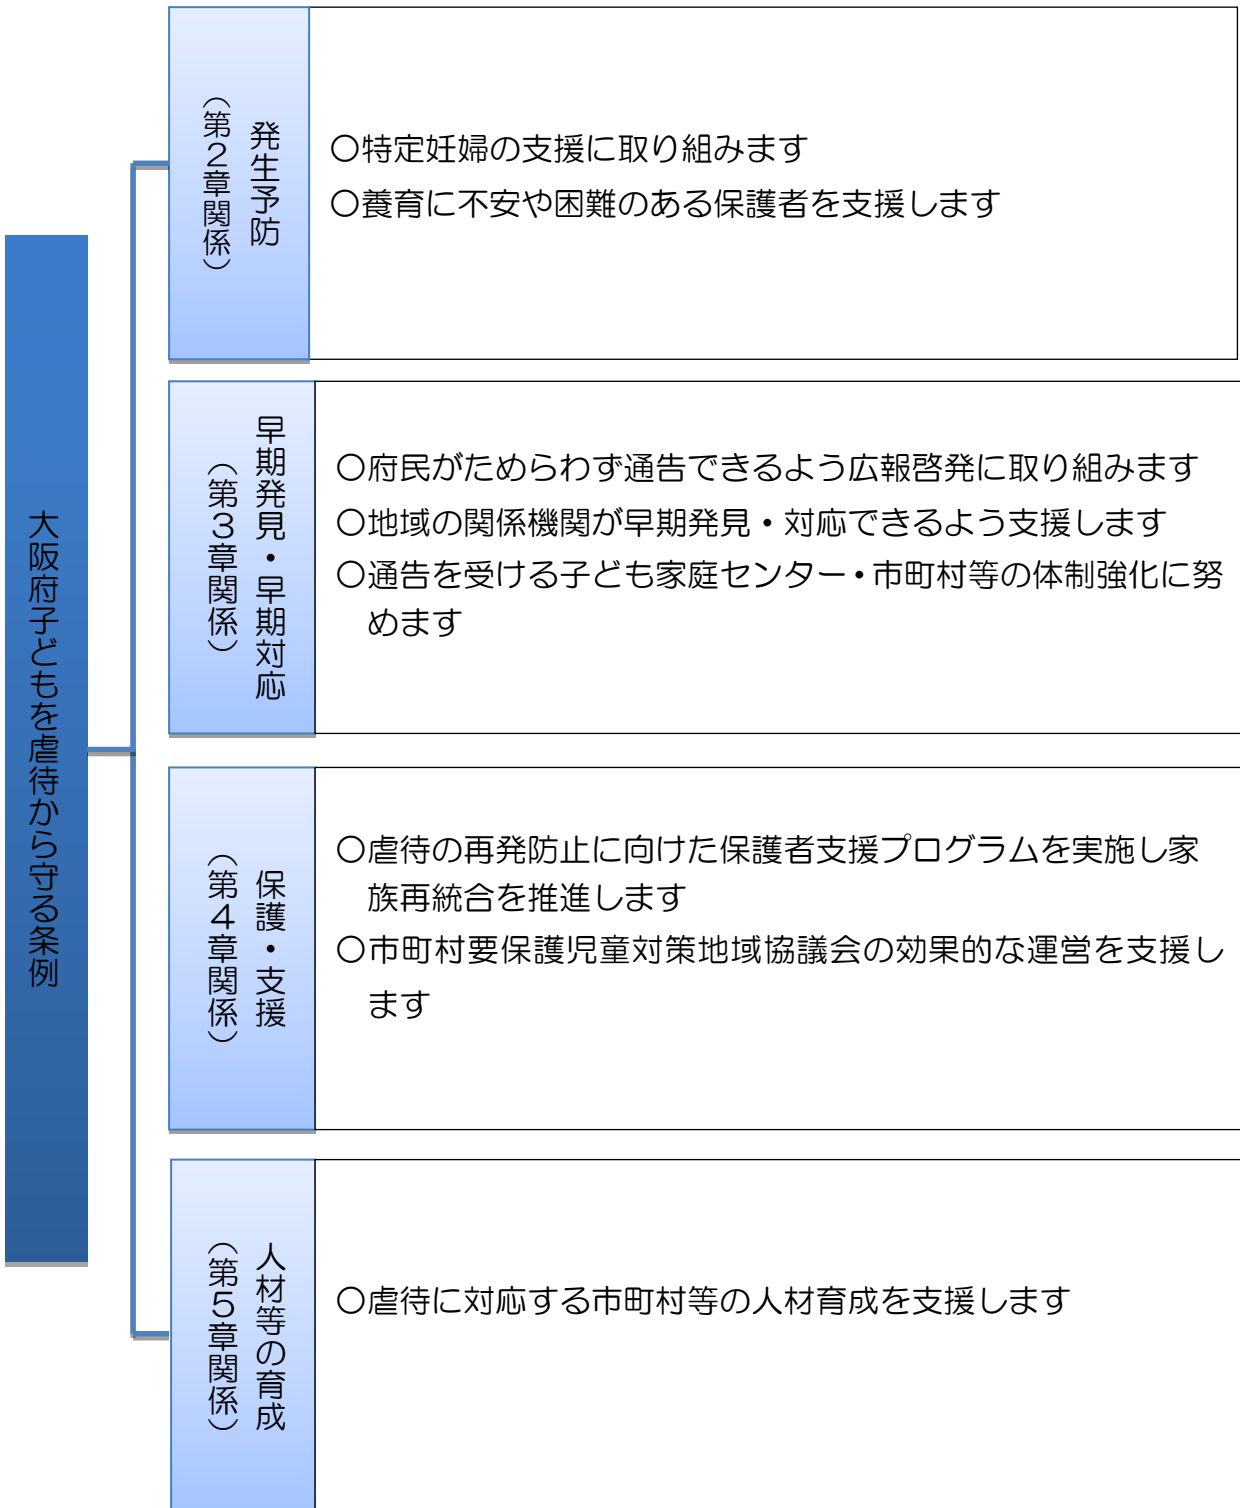 大阪府子どもを虐待から守る条例
発生予防
（第２章関係）
〇特定妊婦の支援に取り組みます
〇養育に不安や困難のある保護者を支援します
早期発見・早期対応
（第３章関係）
〇府民がためらわず通告できるよう広報啓発に取り組みます
〇地域の関係機関が早期発見・対応できるよう支援します
〇通告を受ける子ども家庭センター・市町村等の体制強化に努
めます
保護・支援
（第４章関係）
〇虐待の再発防止に向けた保護者支援プログラムを実施し家
族再統合を推進します
〇市町村要保護児童対策地域協議会の効果的な運営を支援し
ます
人材等の育成
（第５章関係）
〇虐待に対応する市町村等の人材育成を支援します